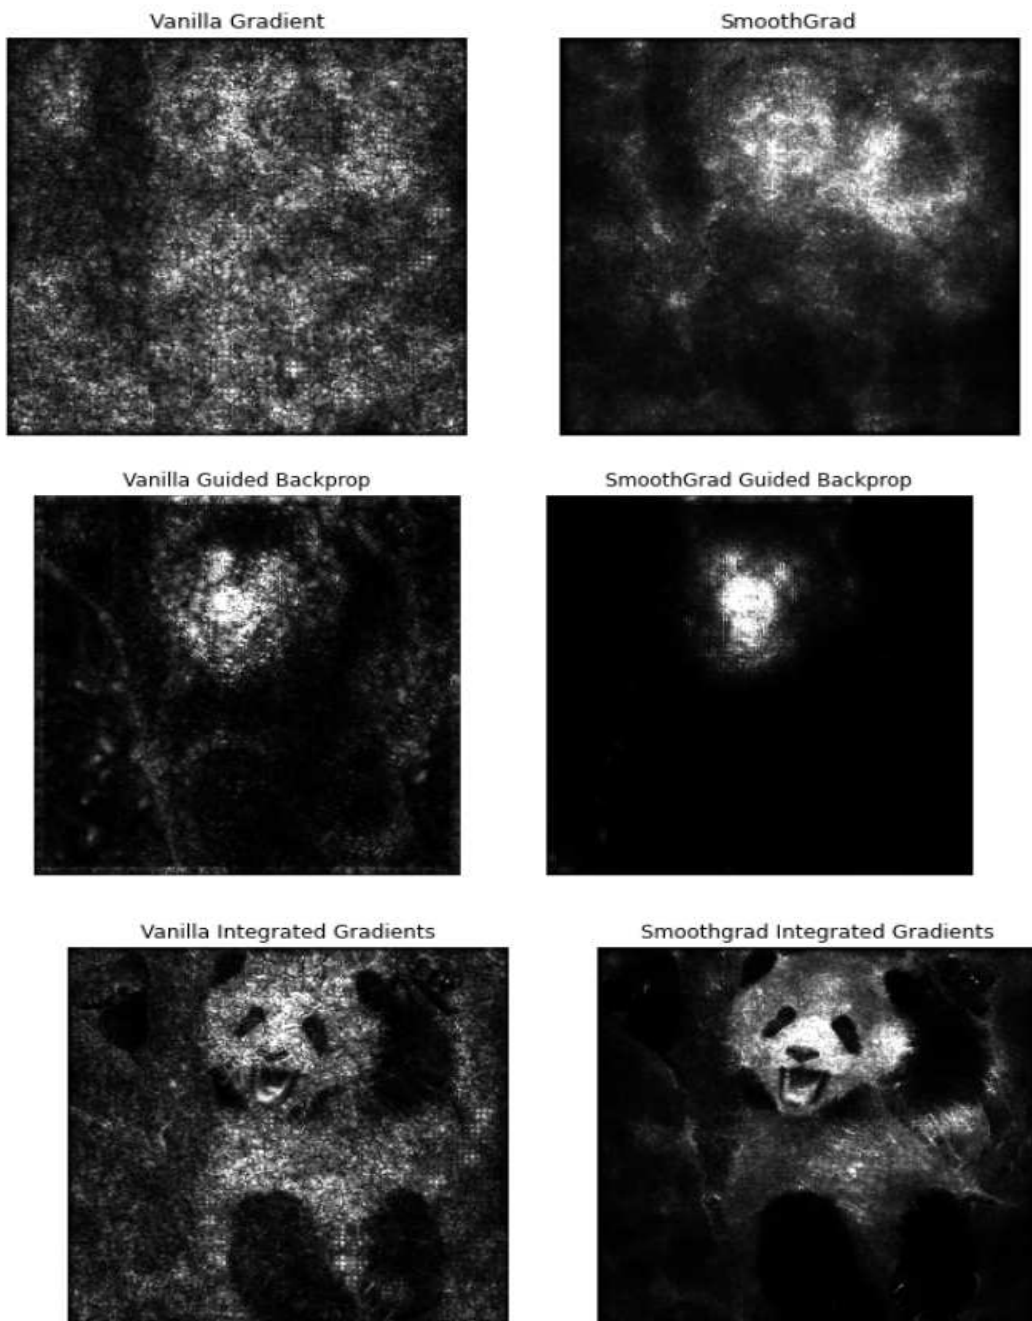 Vanilla Gradient
SmoothGrad
Vanilla Guided Backprop
SmoothGrad Guided Backprop
Vanilla Integrated Gradients
Smoothgrad Integrated Gradients